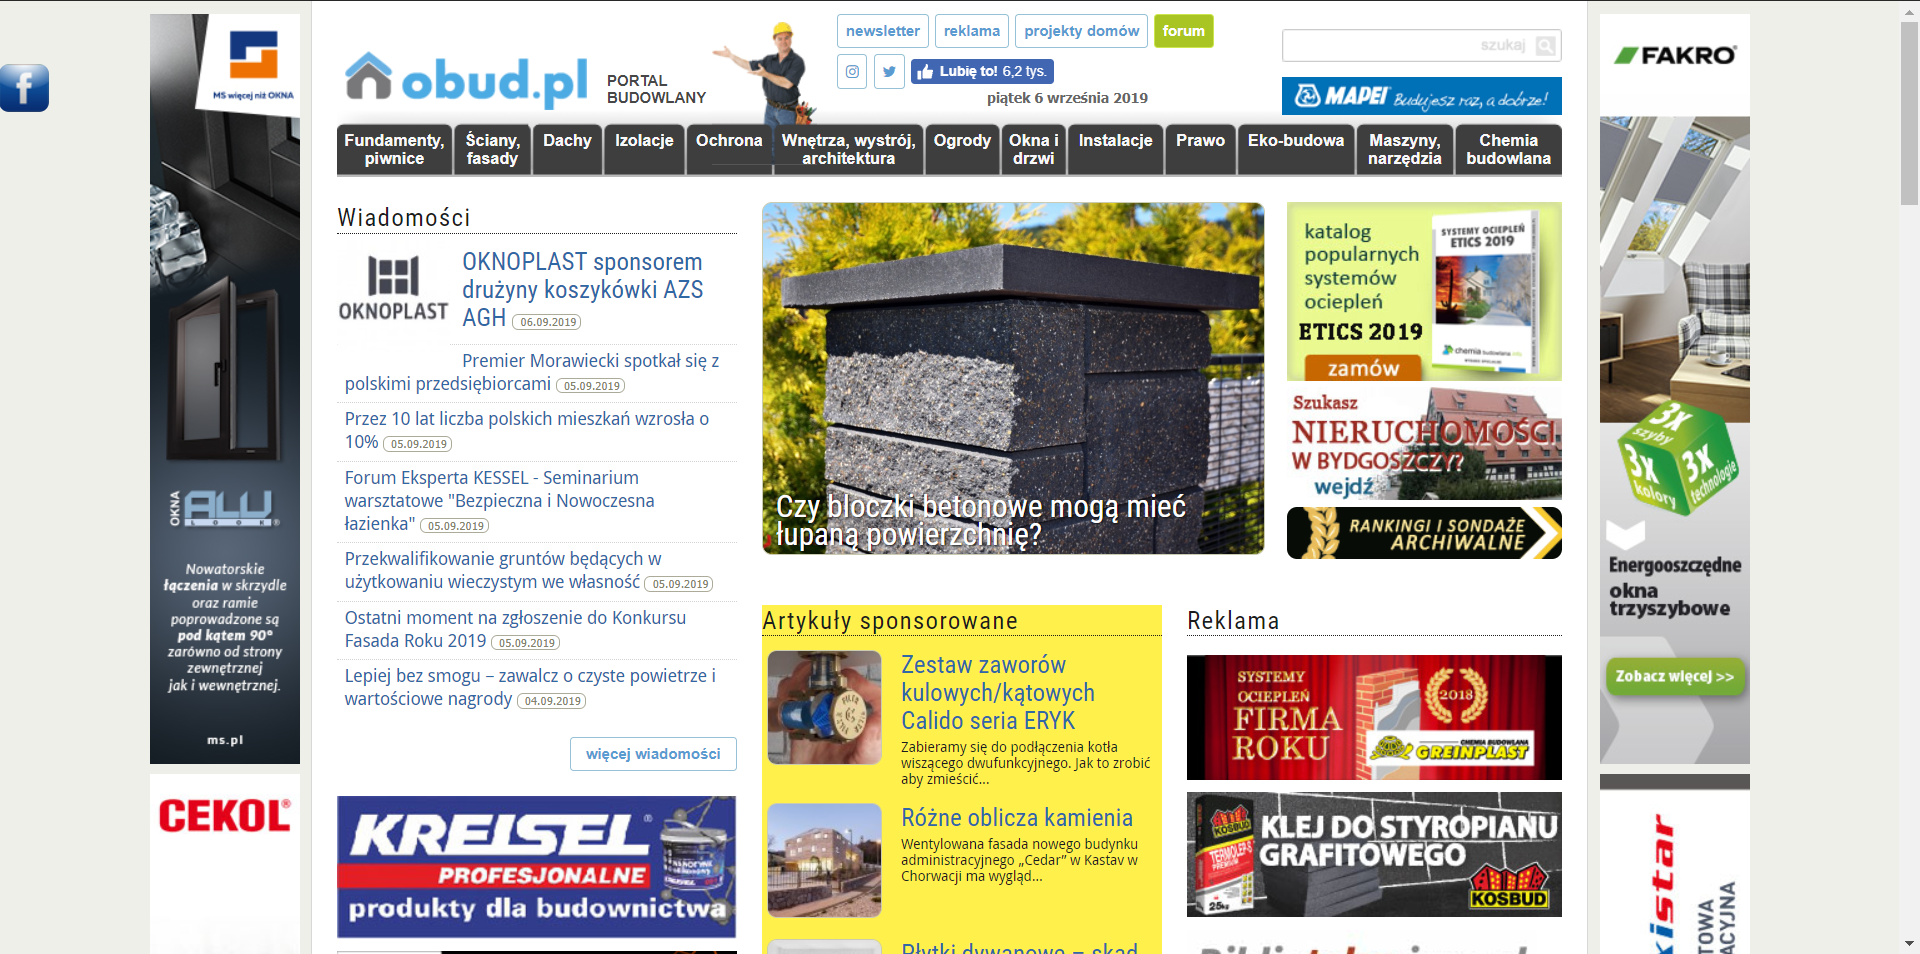 newsletter
reklama
projekty domów
forum
szukaj
obud.pl
PORTAL
BUDOWLANY
Lubię to! 6,2 tys.
piątek 6 września 2019
MAPEI Budujesz raz, a dobrze!
Fundamenty,
piwnice
Ściany,
fasady
Dachy
Izolacje
Ochrona
Wnętrza, wystrój,
architektura
Ogrody
Okna i
drzwi
Instalacje
Prawo
Eko-budowa
Maszyny,
narzędzia
Chemia
budowlana
MS więcej niż OKNA
OKNA
ALU
LOOK
Nowatorskie
łączenia w skrzydle
oraz ramie
poprowadzone są
pod kątem 90°
zarówno od strony
zewnętrznej
jak i wewnętrznej.
ms.pl
CEKOL®
Wiadomości
OKNOPLAST
OKNOPLAST sponsorem
drużyny koszykówki AZS
AGH 06.09.2019
Premier Morawiecki spotkał się z
polskimi przedsiębiorcami 05.09.2019
Przez 10 lat liczba polskich mieszkań wzrosła o
10% 05.09.2019
Forum Eksperta KESSEL - Seminarium
warsztatowe "Bezpieczna i Nowoczesna
łazienka" 05.09.2019
Przekwalifikowanie gruntów będących w
użytkowaniu wieczystym we własność 05.09.2019
Ostatni moment na zgłoszenie do Konkursu
Fasada Roku 2019 05.09.2019
Lepiej bez smogu – zawalcz o czyste powietrze i
wartościowe nagrody 04.09.2019
więcej wiadomości
KREISEL®
PROFESJONALNE
produkty dla budownictwa
Czy bloczki betonowe mogą mieć
łupaną powierzchnię?
Artykuły sponsorowane
Zestaw zaworów
kulowych/kątowych
Calido seria ERYK
Zabieramy się do podłączenia kotła
wiszącego dwufunkcyjnego. Jak to zrobić
aby zmieścić...
Różne oblicza kamienia
Wentylowana fasada nowego budynku
administracyjnego „Cedar” w Kastav w
Chorwacji ma wygląd...
Płytki dywanowe – skąd
katalog
popularnych
systemów
ociepleń
ETICS 2019
zamów
SYSTEMY OCIEPLEŃ
ETICS 2019
chemia budowlana.info
Szukasz
NIERUCHOMOŚCI
W BYDGOSZCZY?
wejdź
RANKINGI I SONDAŻE
ARCHIWALNE
Reklama
SYSTEMY
OCIEPLEŃ
FIRMA
ROKU
2018
CHEMIA BUDOWLANA
GREINPLAST
KOSBUD
TERMOLEP-S
25kg
KLEJ DO STYROPIANU
GRAFITOWEGO
KOSBUD
FAKRO®
3x
szyby
3x
kolory
3x
technologie
Energooszczędne
okna
trzyszybowe
Zobacz więcej >>
kistar